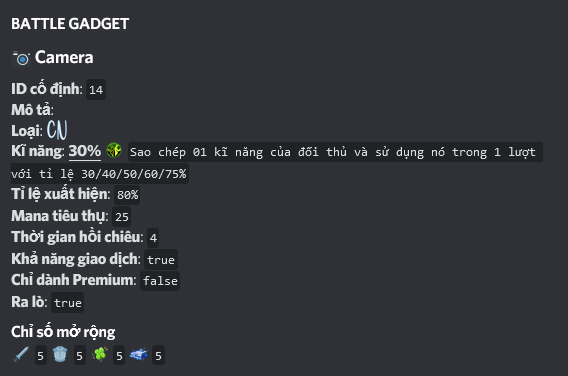 BATTLE GADGET
Camera
ID cố định: 14
Mô tả:
Loại: CN
Kĩ năng: 30% Sao chép 01 kĩ năng của đối thủ và sử dụng nó trong 1 lượt
với tỉ lệ 30/40/50/60/75%
Tỉ lệ xuất hiện: 80%
Mana tiêu thụ: 25
Thời gian hồi chiêu: 4
Khả năng giao dịch: true
Chỉ dành Premium: false
Ra lò: true
Chỉ số mở rộng
5 5 5 5